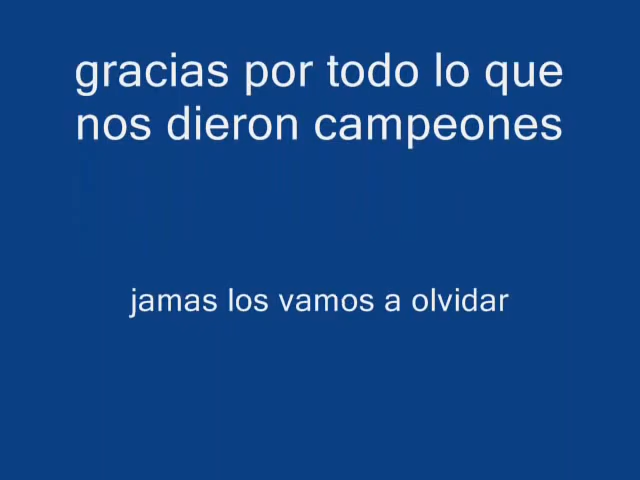 gracias por todo lo que
nos dieron campeones
jamas los vamos a olvidar